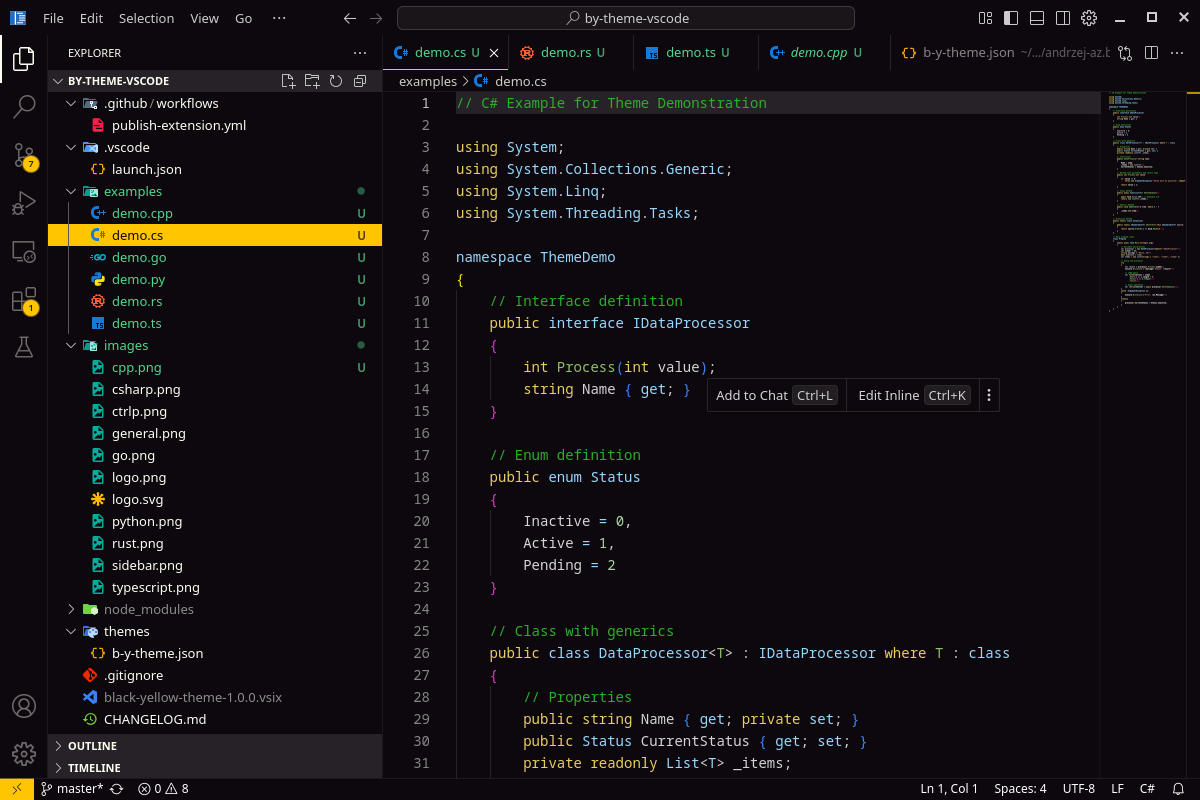 File Edit Selection View Go ··· by-theme-vscode
EXPLORER ···
BY-THEME-VSCODE
.github / workflows
publish-extension.yml
.vscode
launch.json
examples
demo.cpp U
demo.cs U
demo.go U
demo.py U
demo.rs U
demo.ts U
images
cpp.png U
csharp.png
ctrlp.png
general.png
go.png
logo.png
logo.svg
python.png
rust.png
sidebar.png
typescript.png
node_modules
themes
b-y-theme.json
.gitignore
black-yellow-theme-1.0.0.vsix
CHANGELOG.md
OUTLINE
TIMELINE
7
1
demo.cs U demo.rs U demo.ts U demo.cpp U b-y-theme.json ~/.../andrzej-az.b
examples > demo.cs
1 // C# Example for Theme Demonstration
2
3 using System;
4 using System.Collections.Generic;
5 using System.Linq;
6 using System.Threading.Tasks;
7
8 namespace ThemeDemo
9 {
10 // Interface definition
11 public interface IDataProcessor
12 {
13 int Process(int value);
14 string Name { get; }
15 }
16
17 // Enum definition
18 public enum Status
19 {
20 Inactive = 0,
21 Active = 1,
22 Pending = 2
23 }
24
25 // Class with generics
26 public class DataProcessor<T> : IDataProcessor where T : class
27 {
28 // Properties
29 public string Name { get; private set; }
30 public Status CurrentStatus { get; set; }
31 private readonly List<T> _items;
Add to Chat Ctrl+L Edit Inline Ctrl+K
master* 0 8 Ln 1, Col 1 Spaces: 4 UTF-8 LF C#